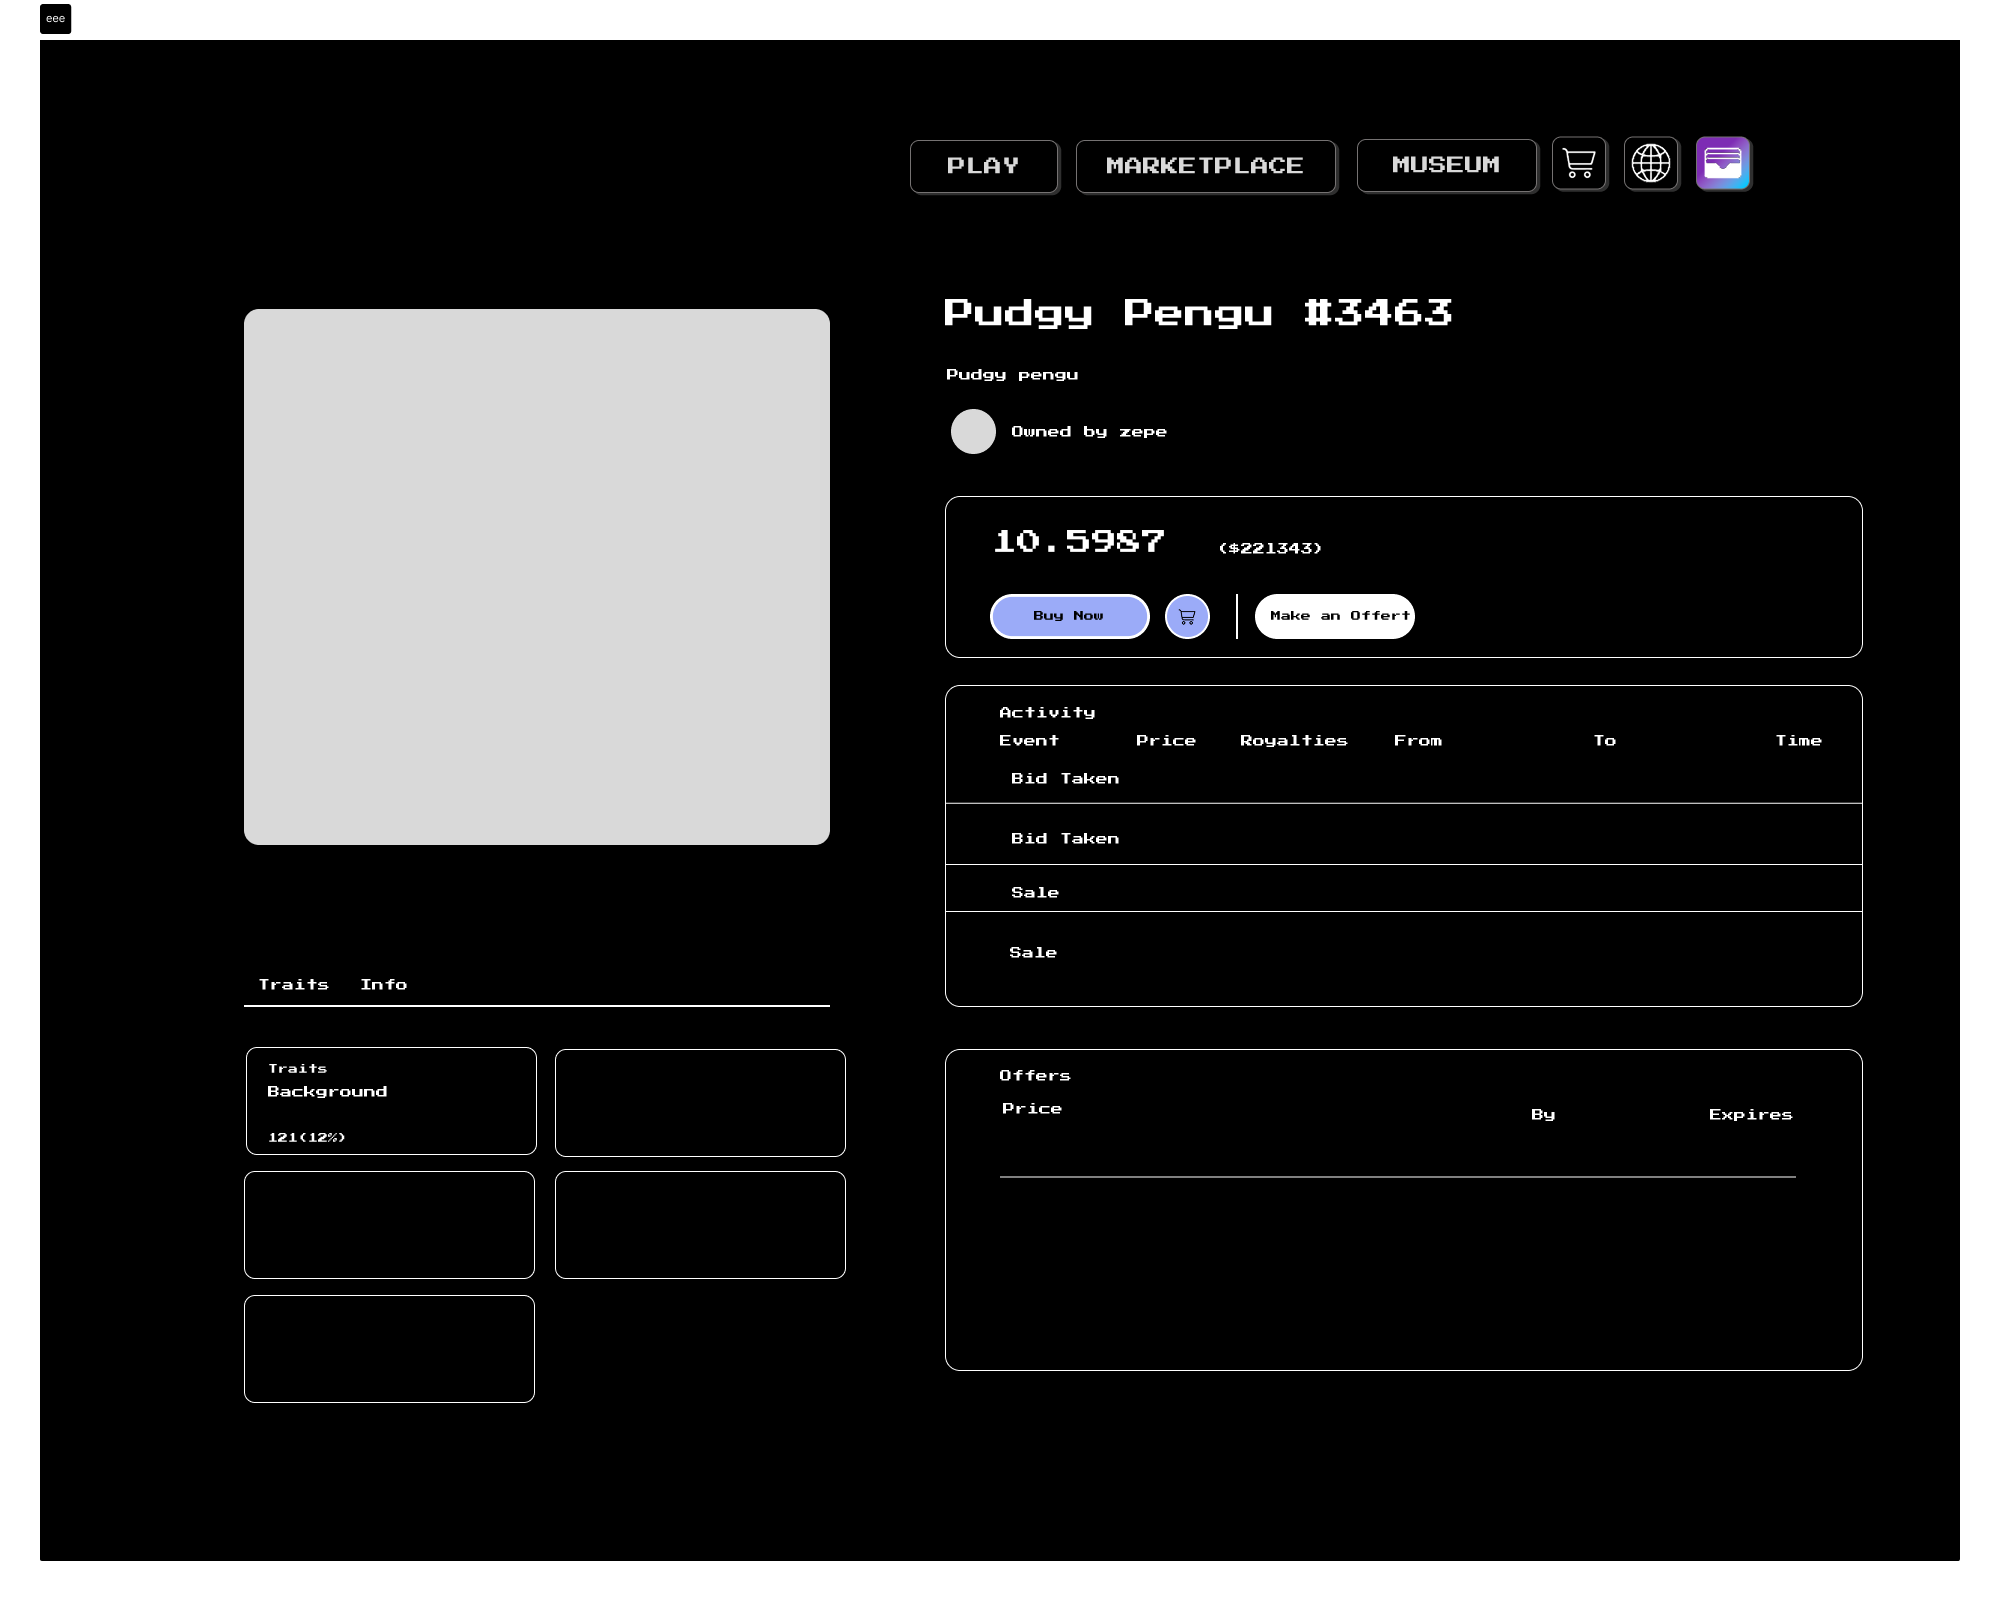 eee
PLAY MARKETPLACE MUSEUM
Pudgy Pengu #3463
Pudgy pengu
Owned by zepe
10.5987 ($221343)
Buy Now Make an Offert
Activity
Event Price Royalties From To Time
Bid Taken
Bid Taken
Sale
Sale
Traits Info
Traits
Background
121(12%)
Offers
Price By Expires